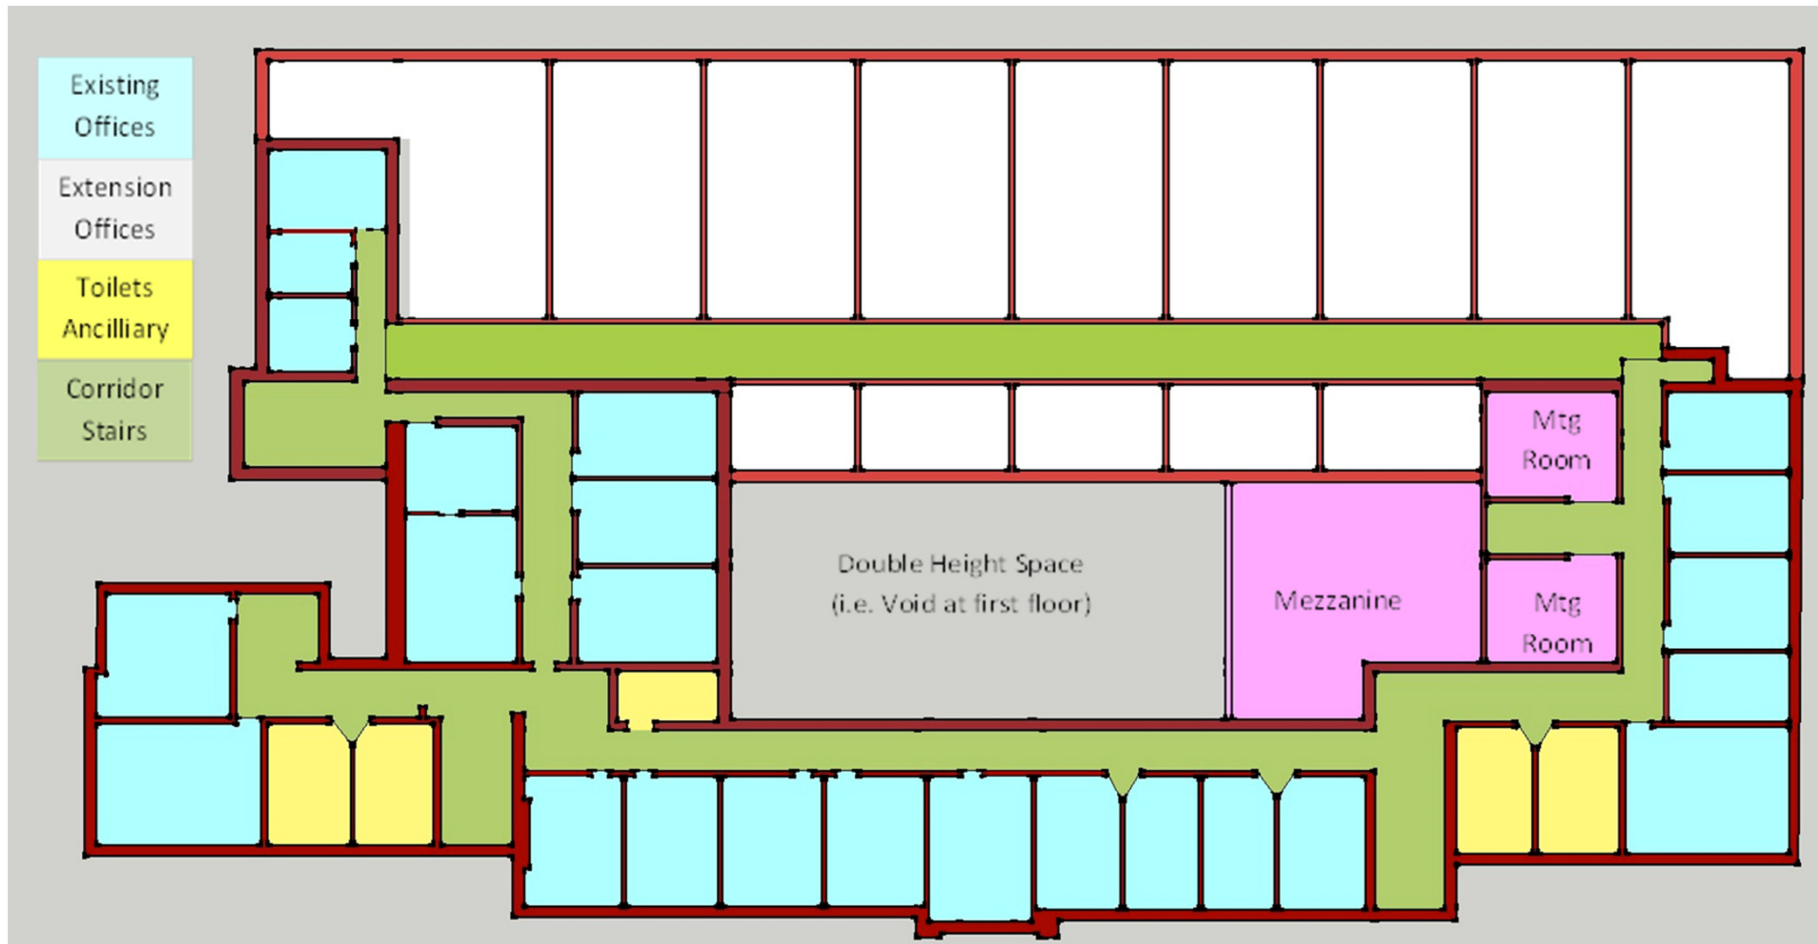 Existing
Offices
Extension
Offices
Toilets
Ancilliary
Corridor
Stairs
Mtg
Room
Double Height Space
(i.e. Void at first floor)
Mezzanine
Mtg
Room